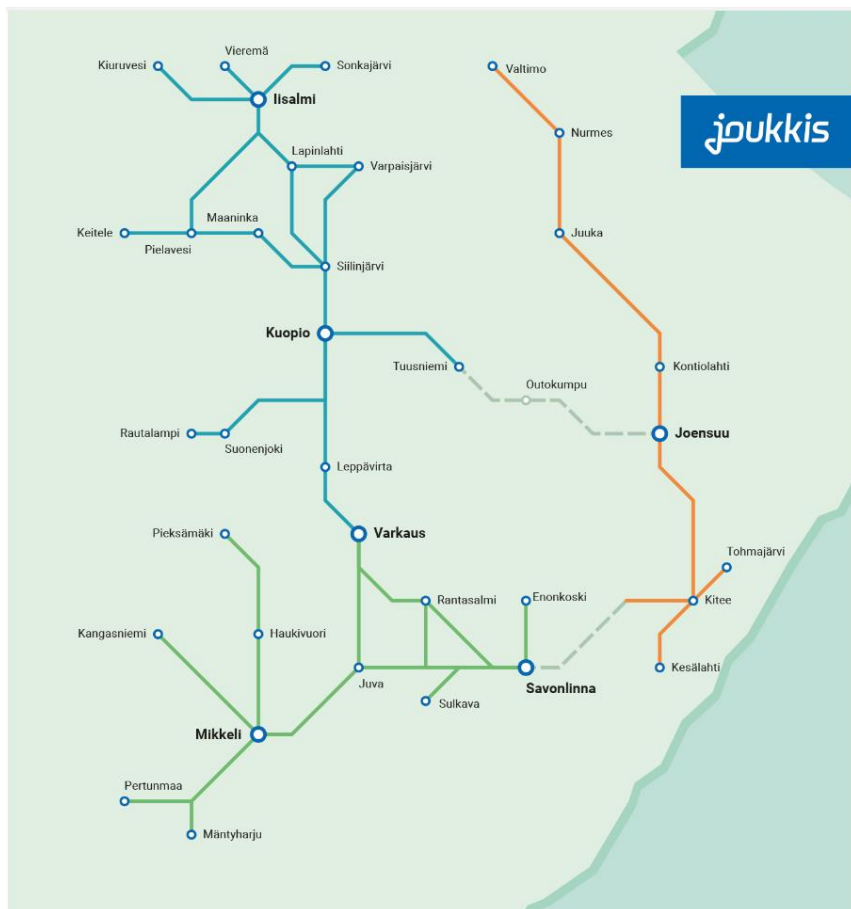 Vieremä
Kiuruvesi
Sonkajärvi
Valtimo
Iisalmi
joukkis
Nurmes
Lapinlahti
Varpaisjärvi
Maaninka
Keitele
Juuka
Pielavesi
Siilinjärvi
Kuopio
Tuusniemi
Kontiolahti
Outokumpu
Rautalampi
Joensuu
Suonenjoki
Leppävirta
Pieksämäki
Varkaus
Tohmajärvi
Rantasalmi
Enonkoski
Kitee
Kangasniemi
Haukivuori
Juva
Kesälahti
Savonlinna
Sulkava
Mikkeli
Pertunmaa
Mäntyharju